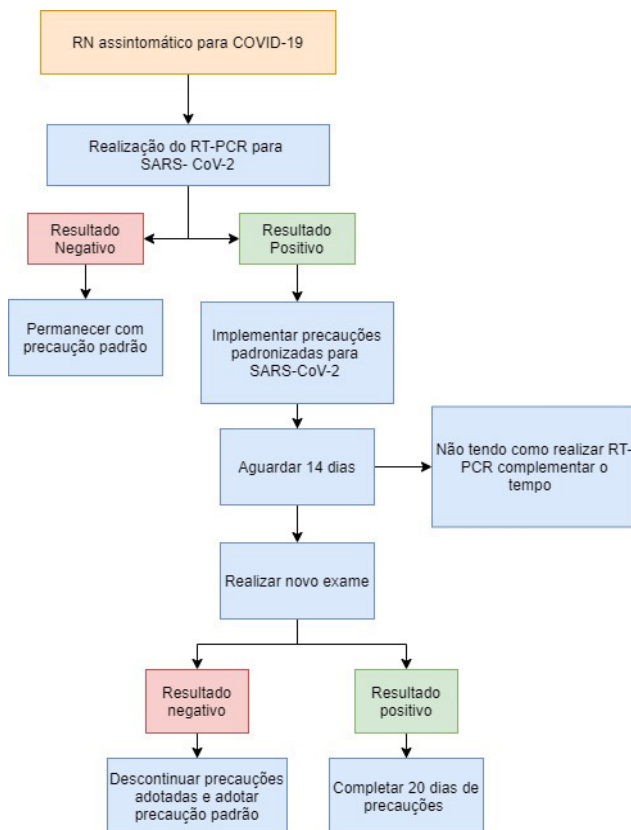 RN assintomático para COVID-19
Realização do RT-PCR para
SARS- CoV-2
Resultado
Negativo
Resultado
Positivo
Permanecer com
precaução padrão
Implementar precauções
padronizadas para
SARS-CoV-2
Aguardar 14 dias
Não tendo como realizar RT-
PCR complementar o
tempo
Realizar novo exame
Resultado
negativo
Resultado
positivo
Descontinuar precauções
adotadas e adotar
precaução padrão
Completar 20 dias de
precauções